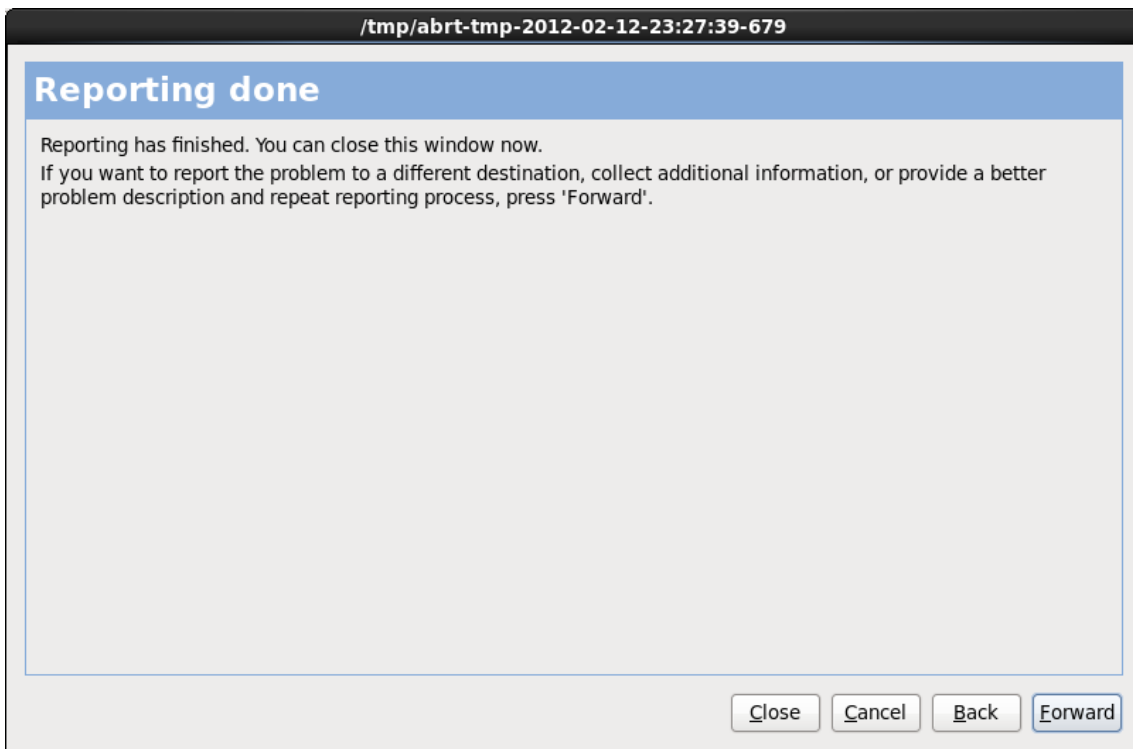 /tmp/abrt-tmp-2012-02-12-23:27:39-679
Reporting done
Reporting has finished. You can close this window now.
If you want to report the problem to a different destination, collect additional information, or provide a better
problem description and repeat reporting process, press 'Forward'.
Close Cancel Back Forward